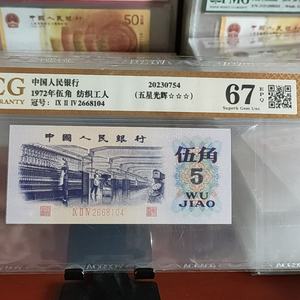 50
CG
WARRANTY
中国人民银行
1972年伍角 纺织工人
冠号: IX II IV 2668104
20230754
(五星光辉☆☆☆)
67 EPQ
Superb Gem Unc
中國人民銀行
伍角
5
WU
JIAO
X II IV 2668104